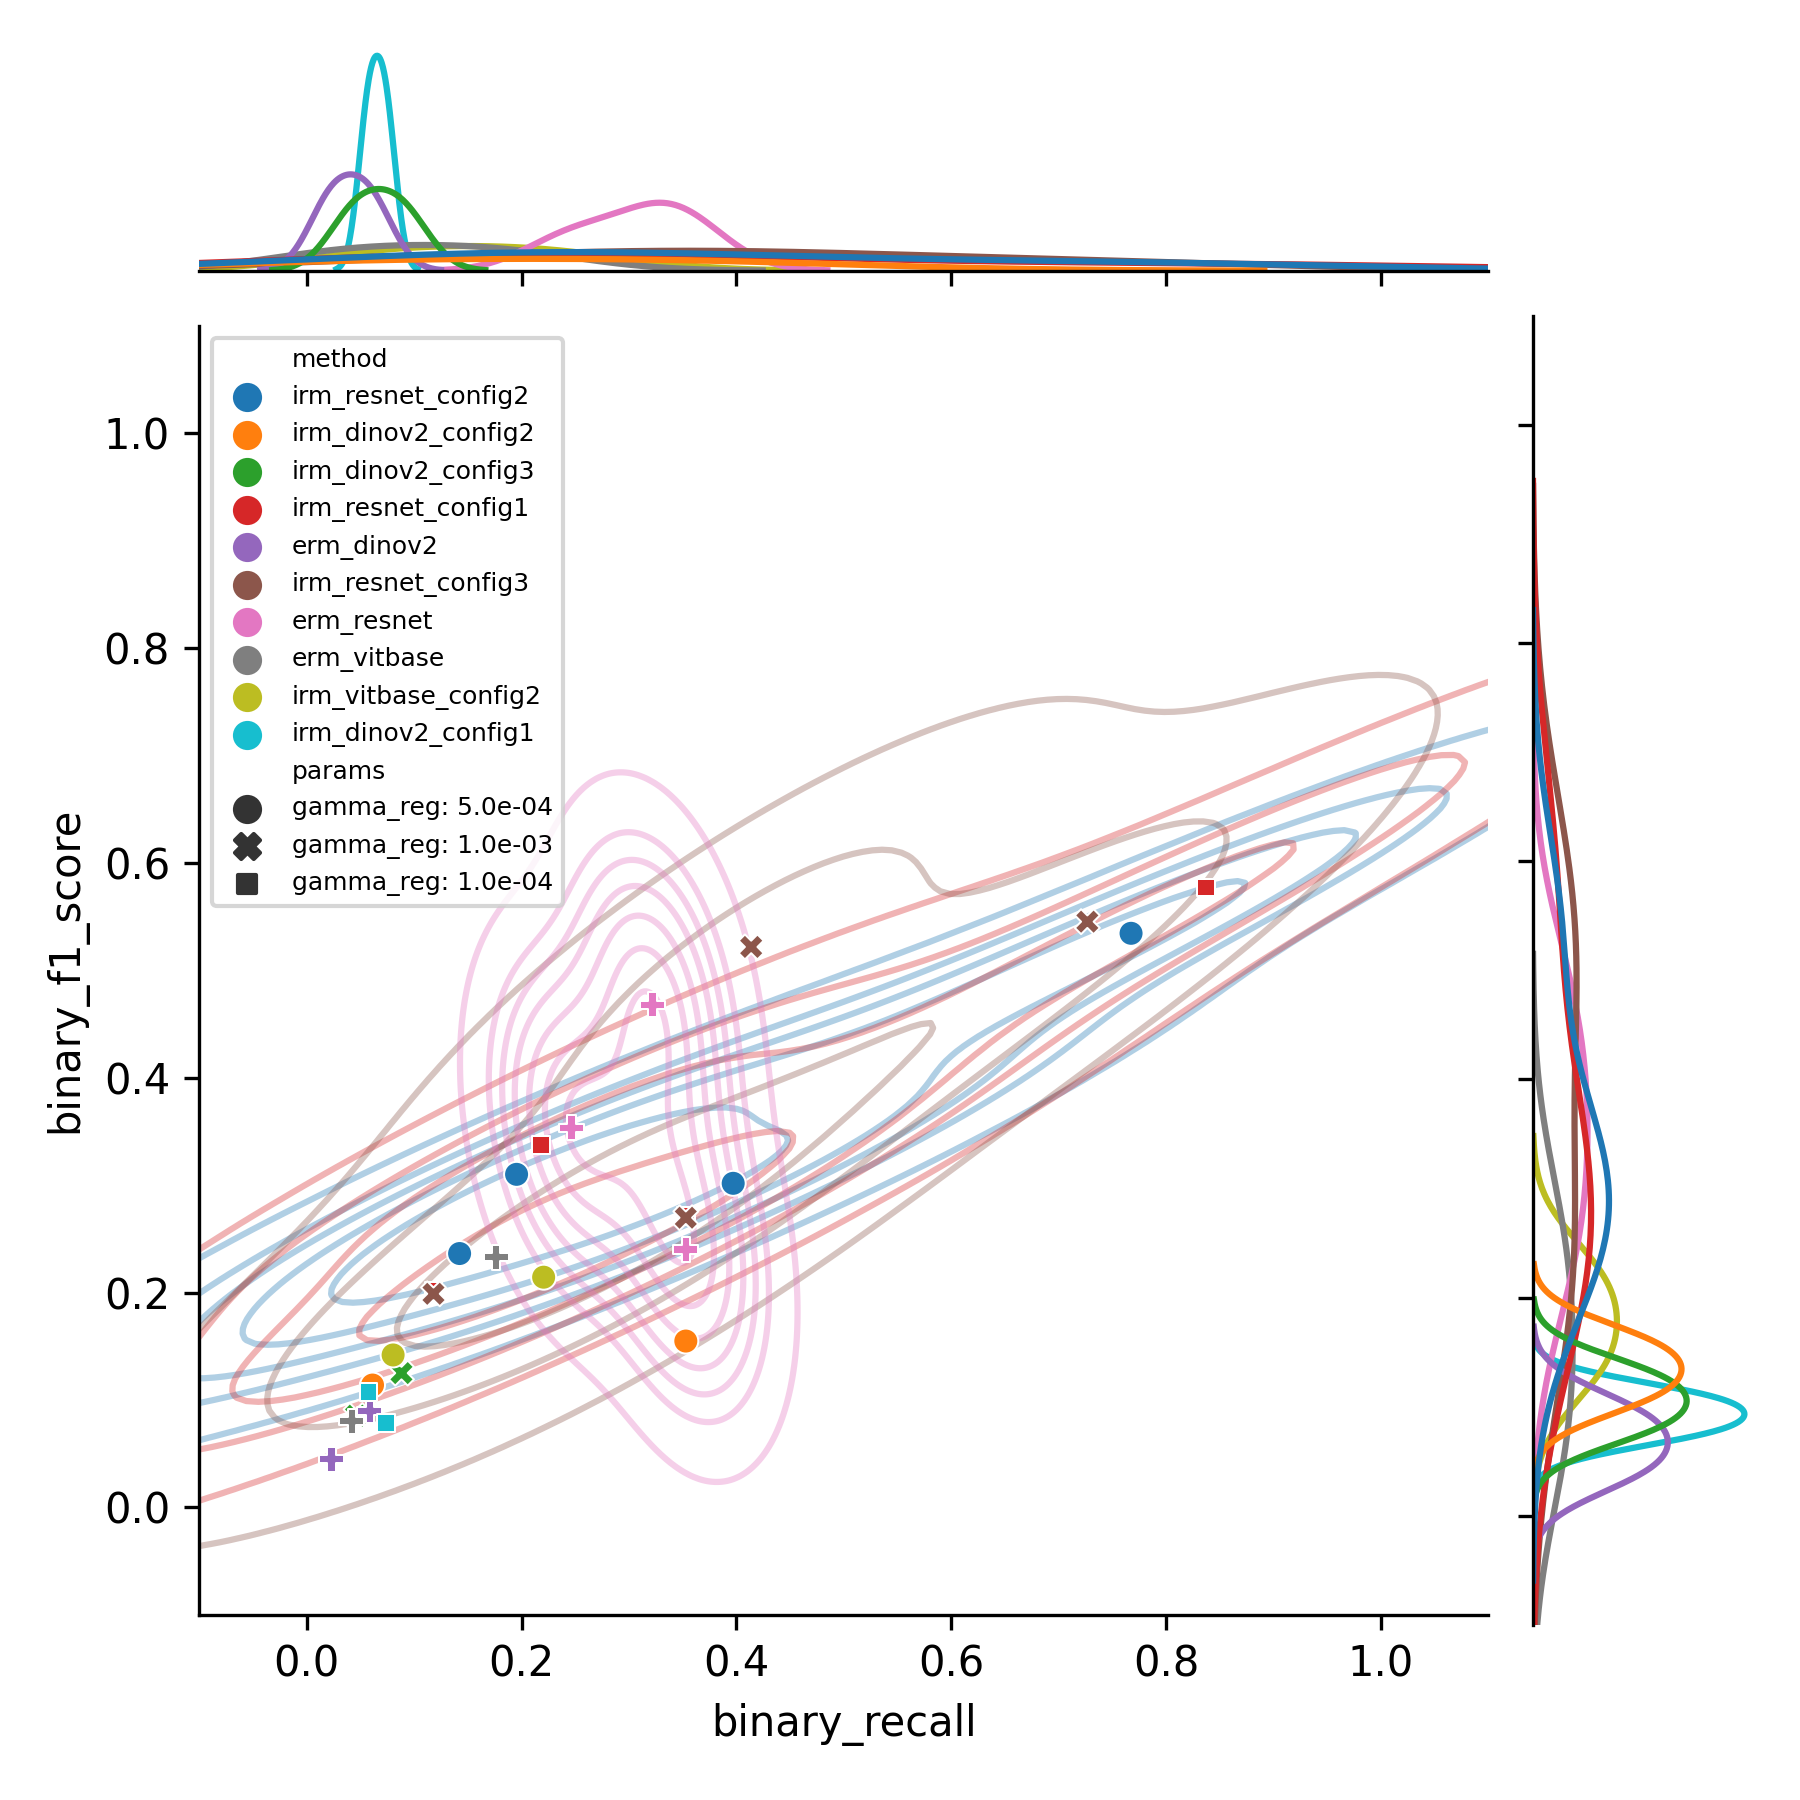 method
irm_resnet_config2
irm_dinov2_config2
irm_dinov2_config3
irm_resnet_config1
erm_dinov2
irm_resnet_config3
erm_resnet
erm_vitbase
irm_vitbase_config2
irm_dinov2_config1
params
gamma_reg: 5.0e-04
gamma_reg: 1.0e-03
gamma_reg: 1.0e-04
1.0
0.8
0.6
0.4
0.2
0.0
binary_f1_score
0.0 0.2 0.4 0.6 0.8 1.0
binary_recall